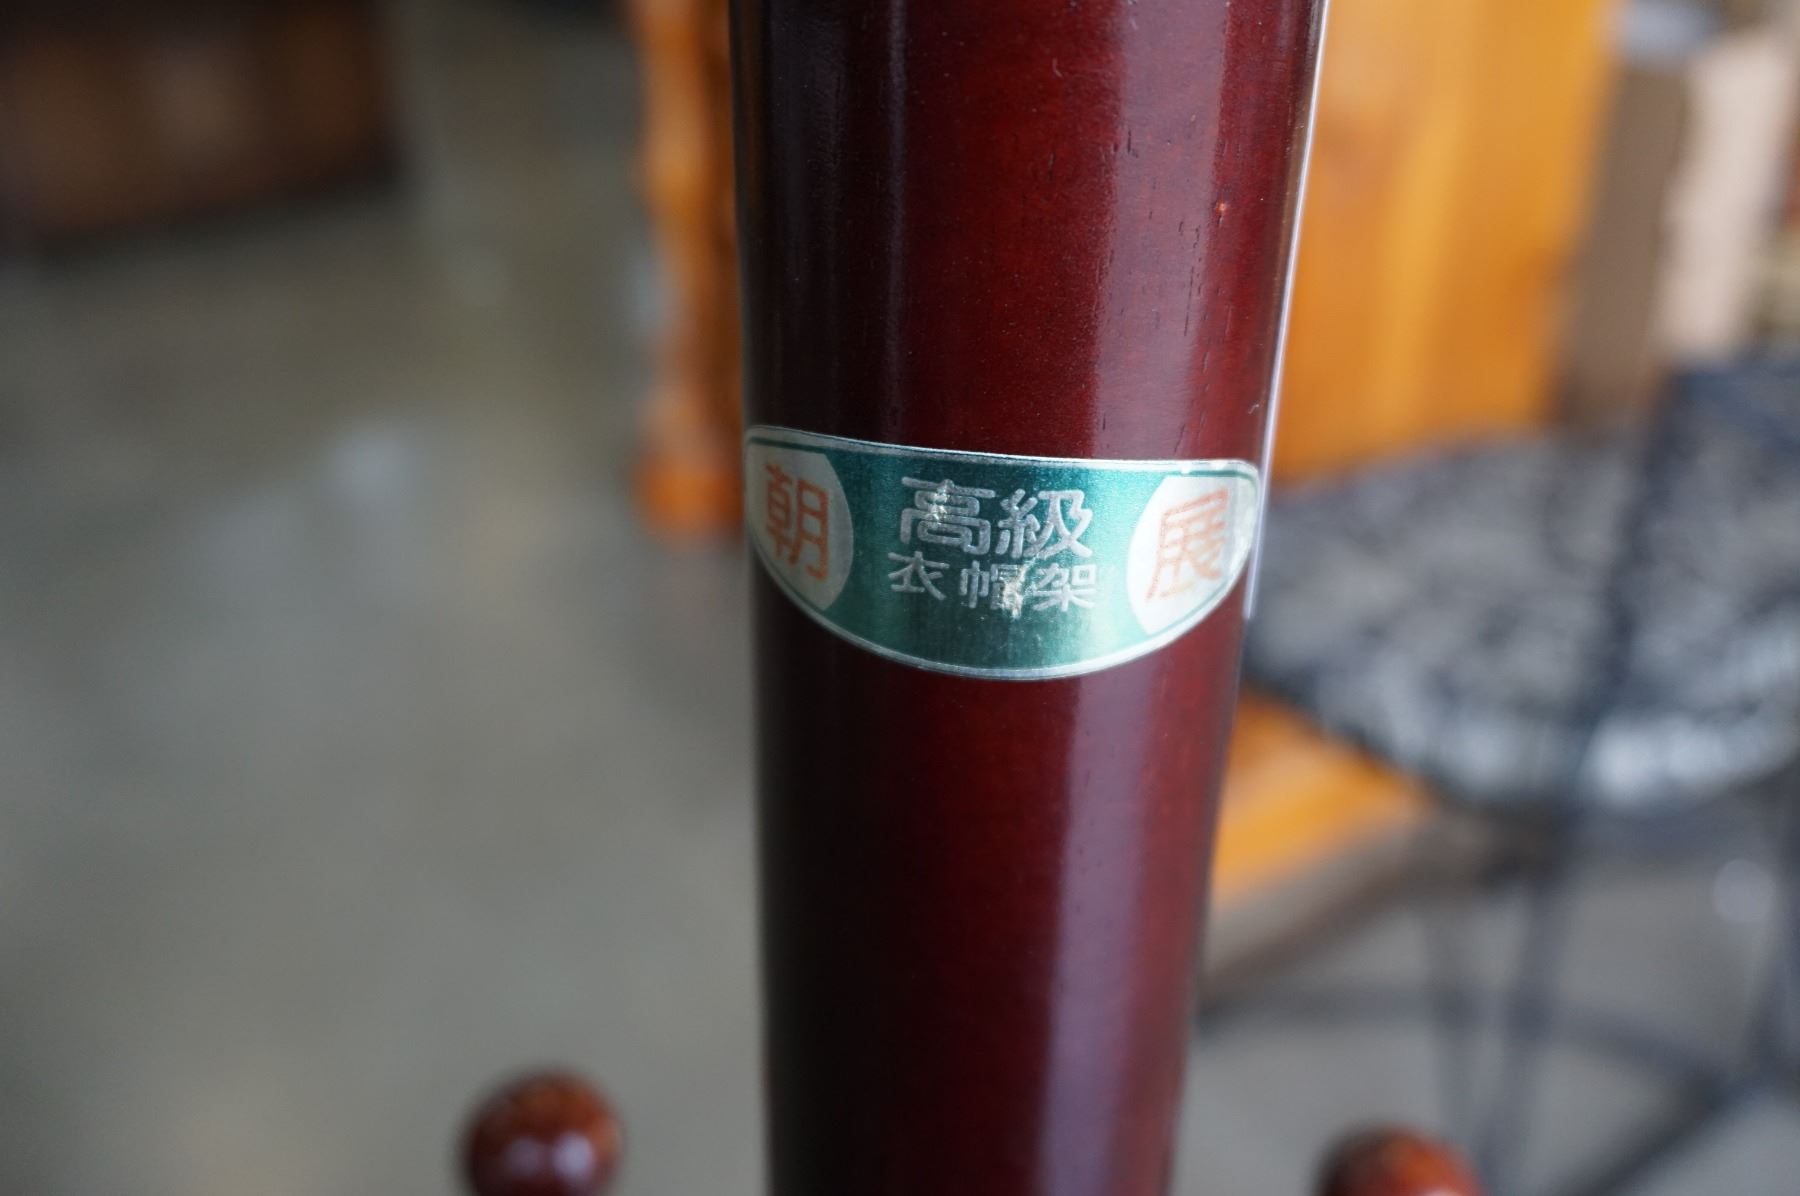 朝 高級 展
衣帽架